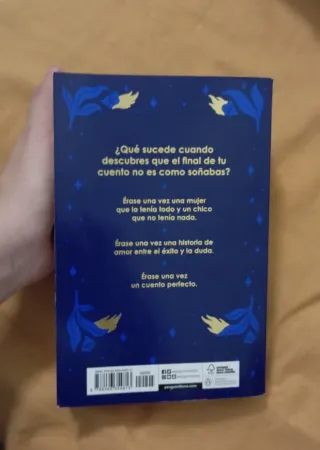 ¿Qué sucede cuando
descubres que el final de tu
cuento no es como soñabas?
Érase una vez una mujer
que lo tenía todo y un chico
que no tenía nada.
Érase una vez una historia de
amor entre el éxito y la duda.
Érase una vez
un cuento perfecto.